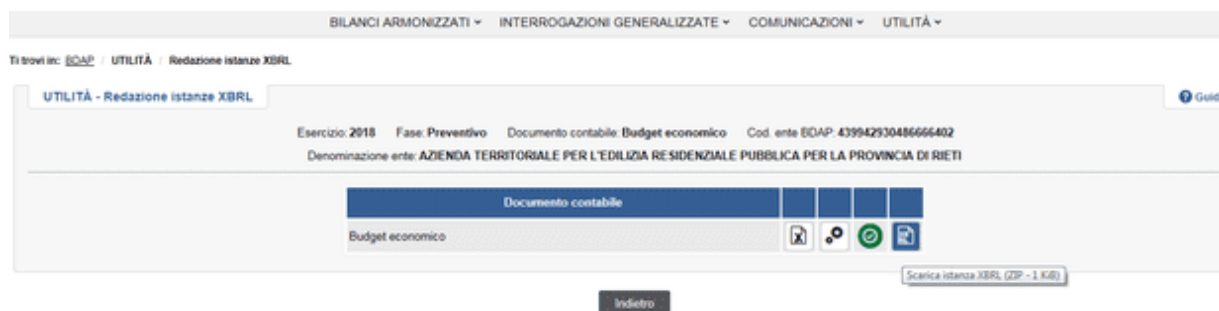 BILANCI ARMONIZZATI INTERROGAZIONI GENERALIZZATE COMUNICAZIONI UTILITÀ
Ti trovi in: BDAP / UTILITÀ / Redazione istanze XBRL
UTILITÀ - Redazione istanze XBRL
Esercizio: 2018 Fase: Preventivo Documento contabile: Budget economico Cod. ente BDAP: 439942930486666402
Denominazione ente: AZIENDA TERRITORIALE PER L'EDILIZIA RESIDENZIALE PUBBLICA PER LA PROVINCIA DI RIETI
Documento contabile
Budget economico
Scarica istanza XBRL (ZIP - 1 KiB)
Indietro